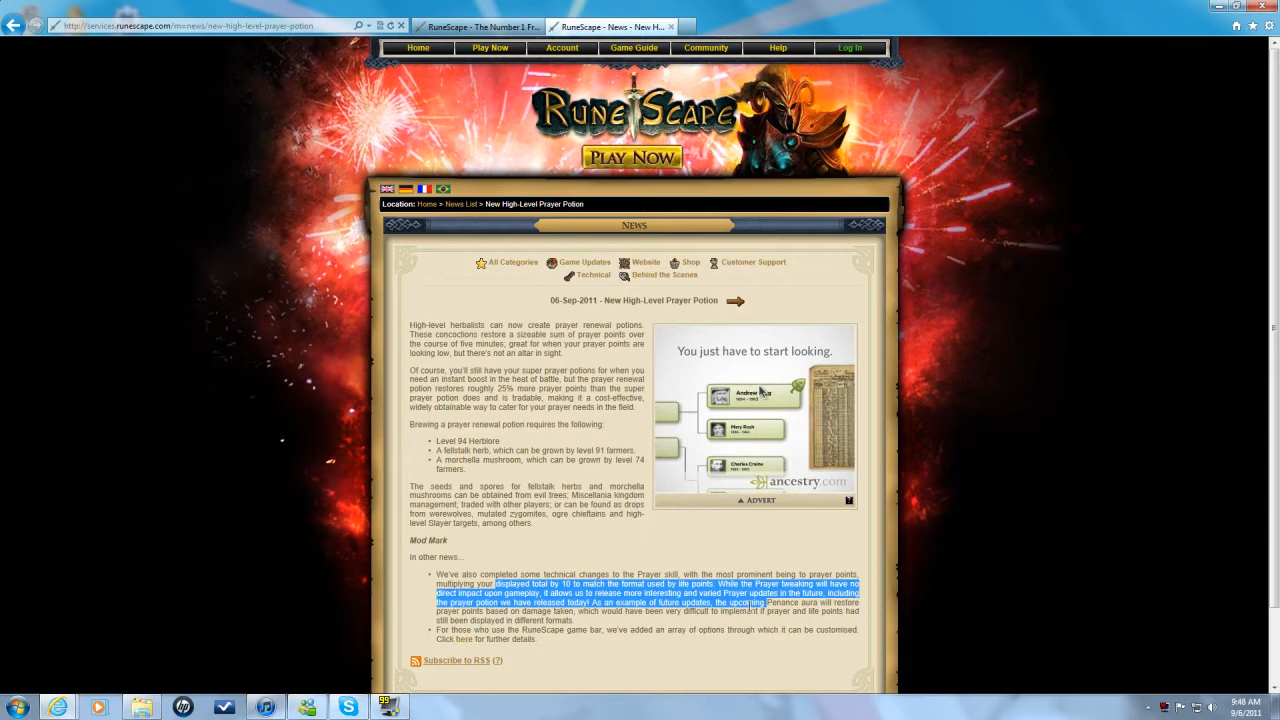 http://services.runescape.com/m=news/new-high-level-prayer-potion
RuneScape - The Number 1 Fr...
RuneScape - News - New H...
Home
Play Now
Account
Game Guide
Community
Help
Log In
RuneScape
PLAY NOW
Location: Home > News List > New High-Level Prayer Potion
NEWS
All Categories
Game Updates
Website
Shop
Customer Support
Technical
Behind the Scenes
06-Sep-2011 - New High-Level Prayer Potion
High-level herbalists can now create prayer renewal potions.
These concoctions restore a sizeable sum of prayer points over
the course of five minutes; great for when your prayer points are
looking low, but there's not an altar in sight.
Of course, you'll still have your super prayer potions for when you
need an instant boost in the heat of battle, but the prayer renewal
potion restores roughly 25% more prayer points than the super
prayer potion does and is tradable, making it a cost-effective,
widely obtainable way to cater for your prayer needs in the field.
Brewing a prayer renewal potion requires the following:
• Level 94 Herblore
• A fellstalk herb, which can be grown by level 91 farmers.
• A morchella mushroom, which can be grown by level 74
farmers.
The seeds and spores for fellstalk herbs and morchella
mushrooms can be obtained from evil trees; Miscellania kingdom
management; traded with other players; or can be found as drops
from werewolves, mutated zygomites, ogre chieftains and high-
level Slayer targets, among others.
Mod Mark
In other news...
You just have to start looking.
Andrew
Mary Rush
Charles Craine
ancestry.com
ADVERT
?
• We've also completed some technical changes to the Prayer skill, with the most prominent being to prayer points,
multiplying your displayed total by 10 to match the format used by life points. While the Prayer tweaking will have no
direct impact upon gameplay, it allows us to release more interesting and varied Prayer updates in the future, including
the prayer potion we have released today! As an example of future updates, the upcoming Penance aura will restore
prayer points based on damage taken, which would have been very difficult to implement if prayer and life points had
still been displayed in different formats.
• For those who use the RuneScape game bar, we've added an array of options through which it can be customised.
Click here for further details.
Subscribe to RSS (?)
99
9:48 AM
9/6/2011